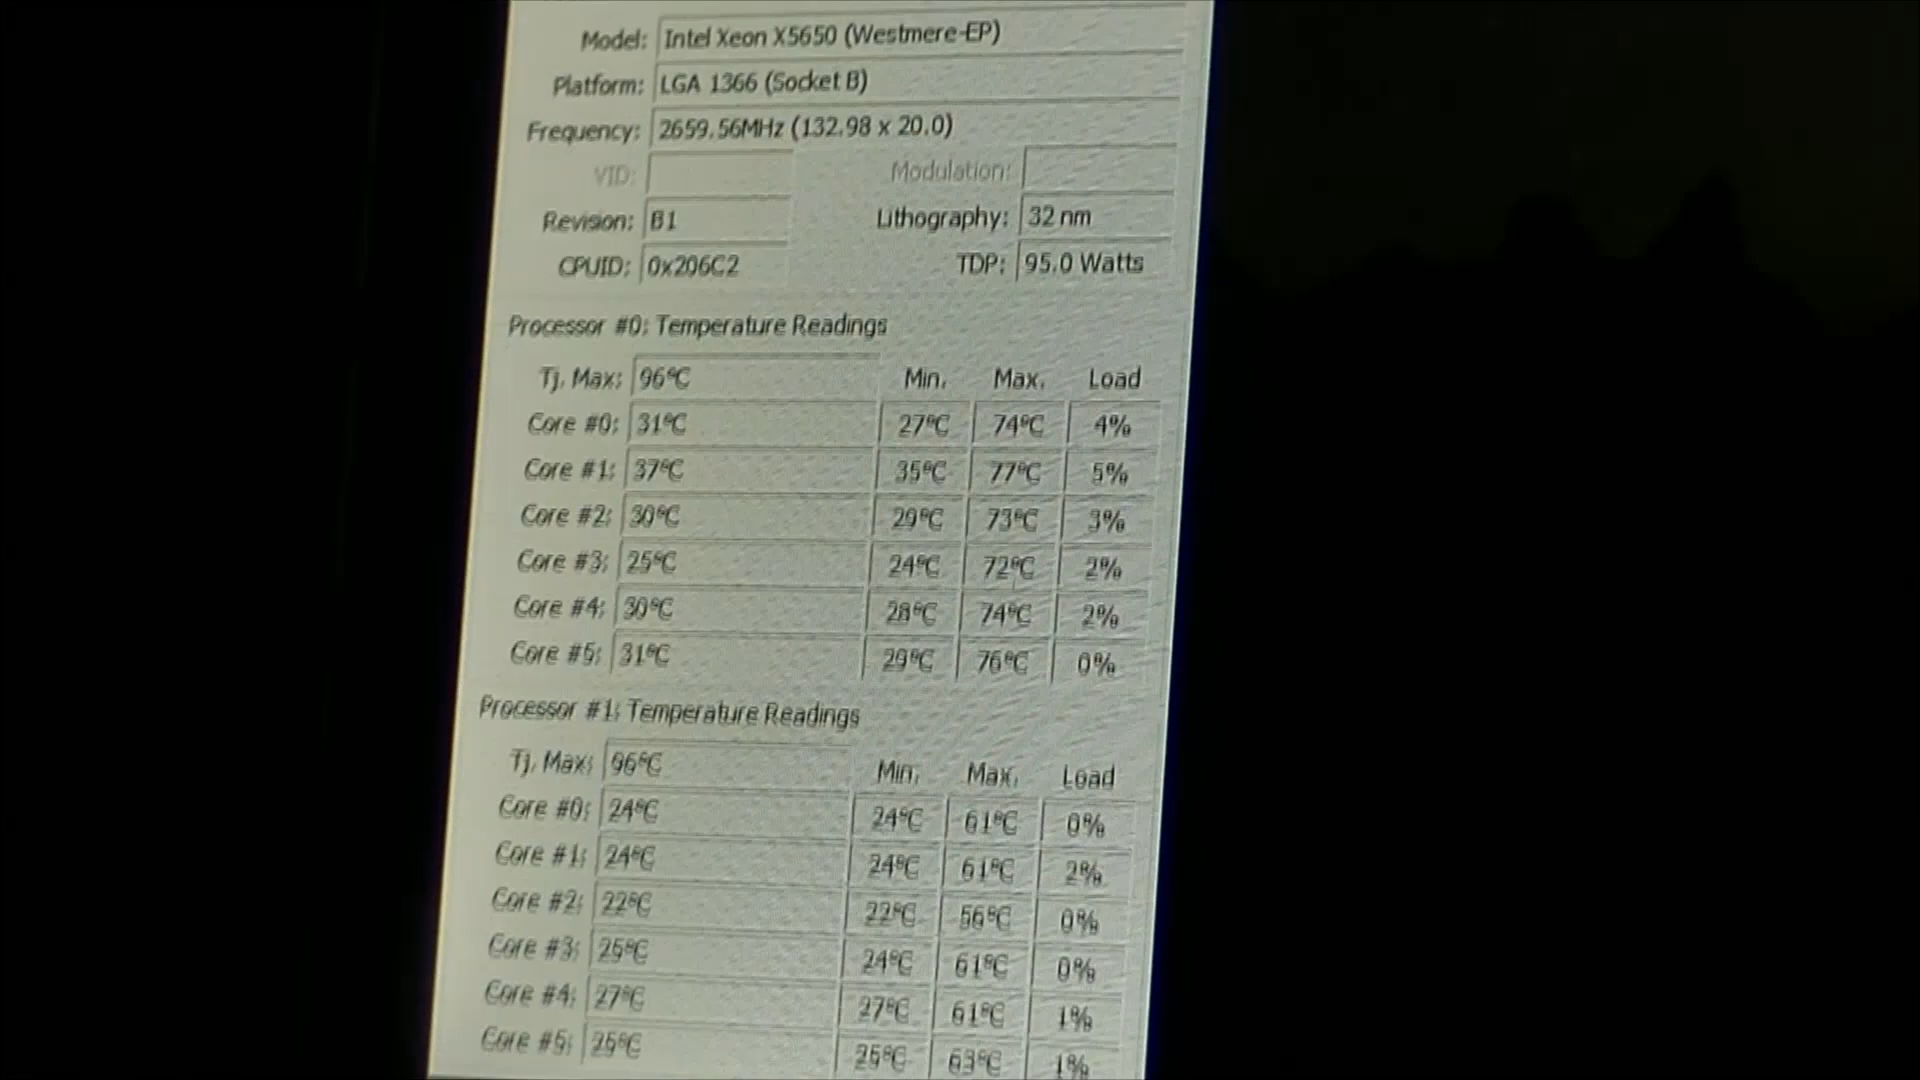 Model: Intel Xeon X5650 (Westmere-EP)
Platform: LGA 1366 (Socket B)
Frequency: 2659.56MHz (132.98 x 20.0)
VID: Modulation:
Revision: B1 Lithography: 32 nm
CPUID: 0x206C2 TDP: 95.0 Watts
Processor #0: Temperature Readings
Tj. Max: 96°C Min. Max. Load
Core #0: 31°C 27°C 74°C 4%
Core #1: 37°C 35°C 77°C 5%
Core #2: 30°C 29°C 73°C 3%
Core #3: 25°C 24°C 72°C 2%
Core #4: 30°C 28°C 74°C 2%
Core #5: 31°C 29°C 76°C 0%
Processor #1: Temperature Readings
Tj. Max: 96°C Min. Max. Load
Core #0: 24°C 24°C 61°C 0%
Core #1: 24°C 24°C 61°C 2%
Core #2: 22°C 22°C 56°C 0%
Core #3: 25°C 24°C 61°C 0%
Core #4: 27°C 27°C 61°C 1%
Core #5: 25°C 25°C 63°C 1%